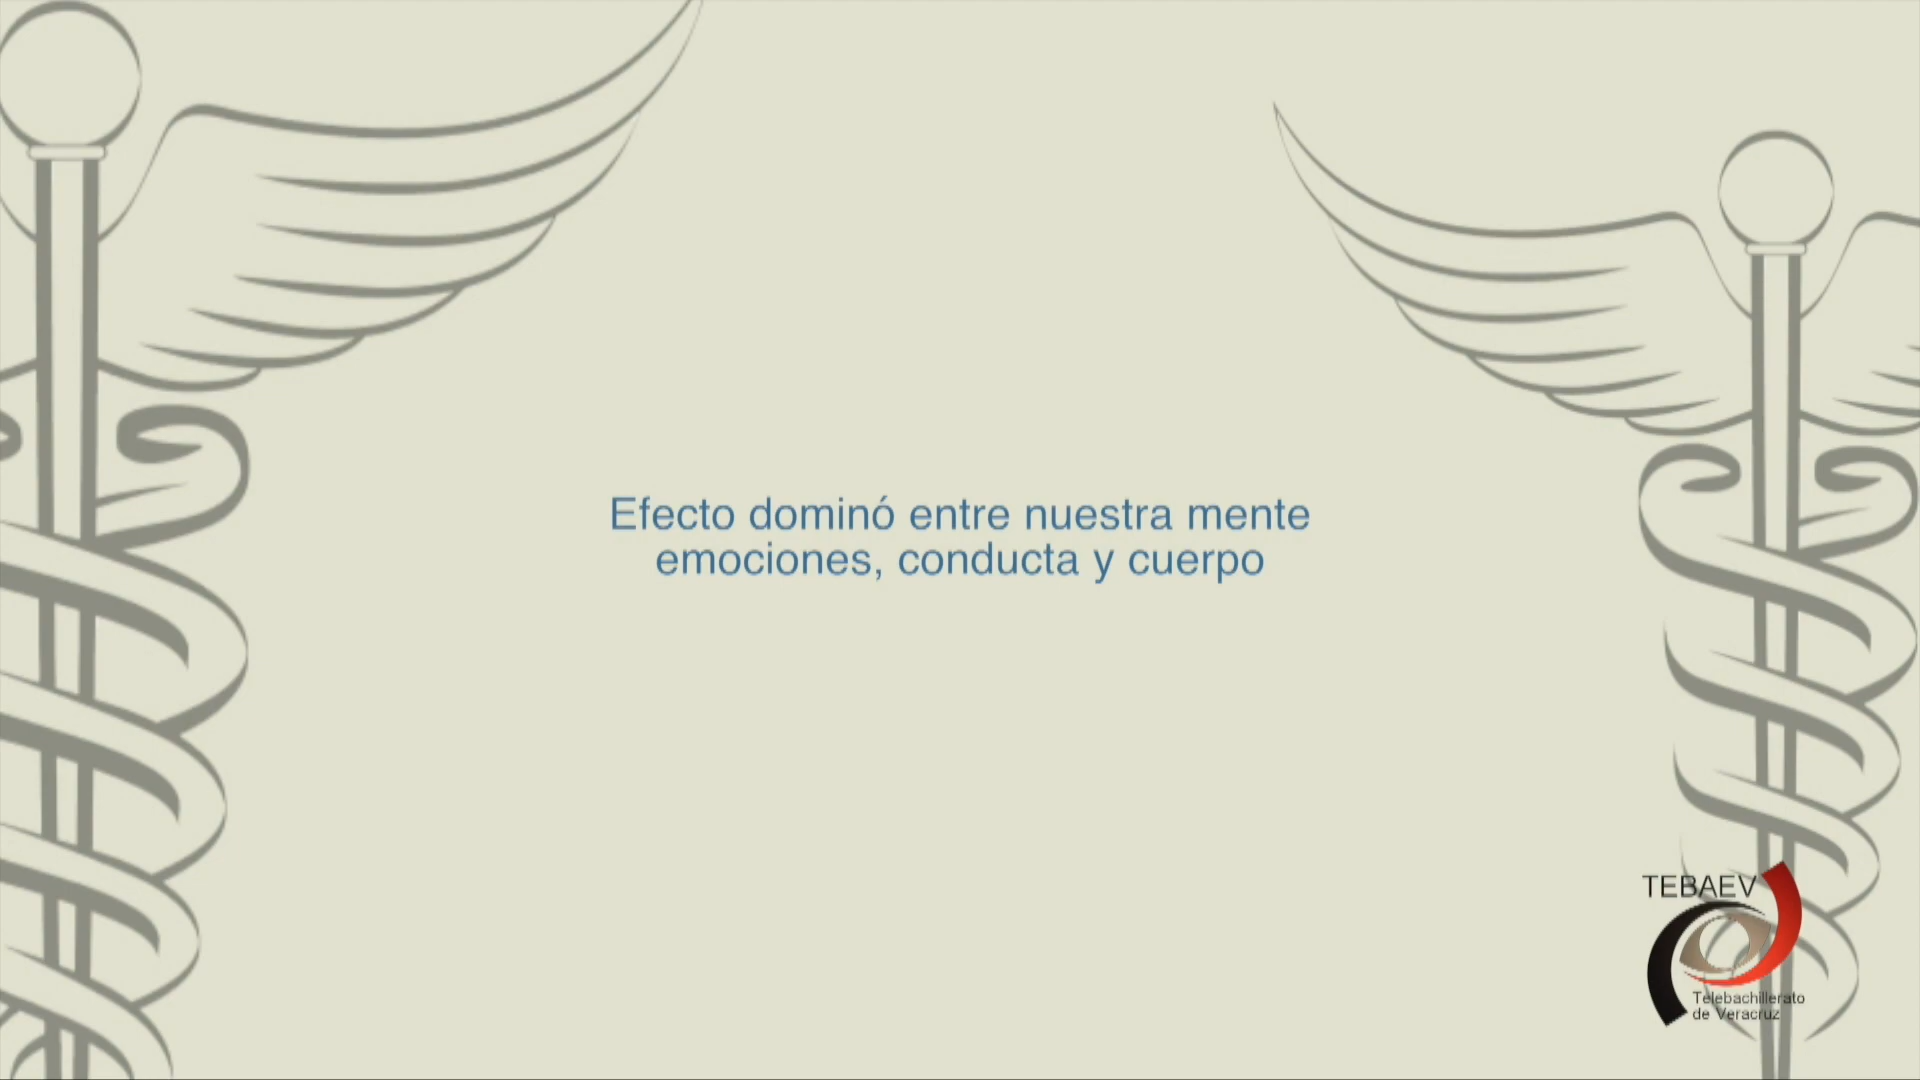 Efecto dominó entre nuestra mente
emociones, conducta y cuerpo
TEBAEV
Telebachillerato
de Veracruz